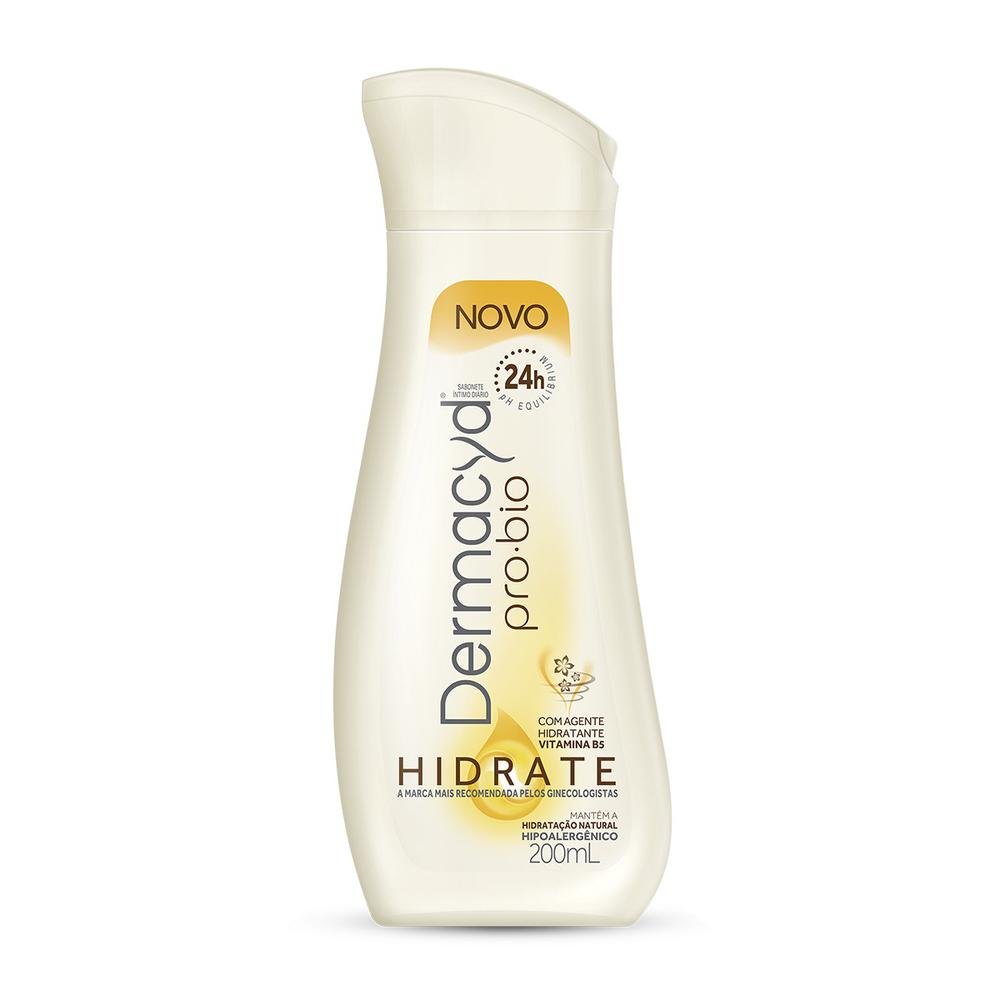 NOVO
24h
pH EQUILIBRIUM
SABONETE
ÍNTIMO DIÁRIO
Dermacyd®
pro·bio
COM AGENTE
HIDRATANTE
VITAMINA B5
HIDRATE
A MARCA MAIS RECOMENDADA PELOS GINECOLOGISTAS
MANTÉM A
HIDRATAÇÃO NATURAL
HIPOALERGÊNICO
200mL